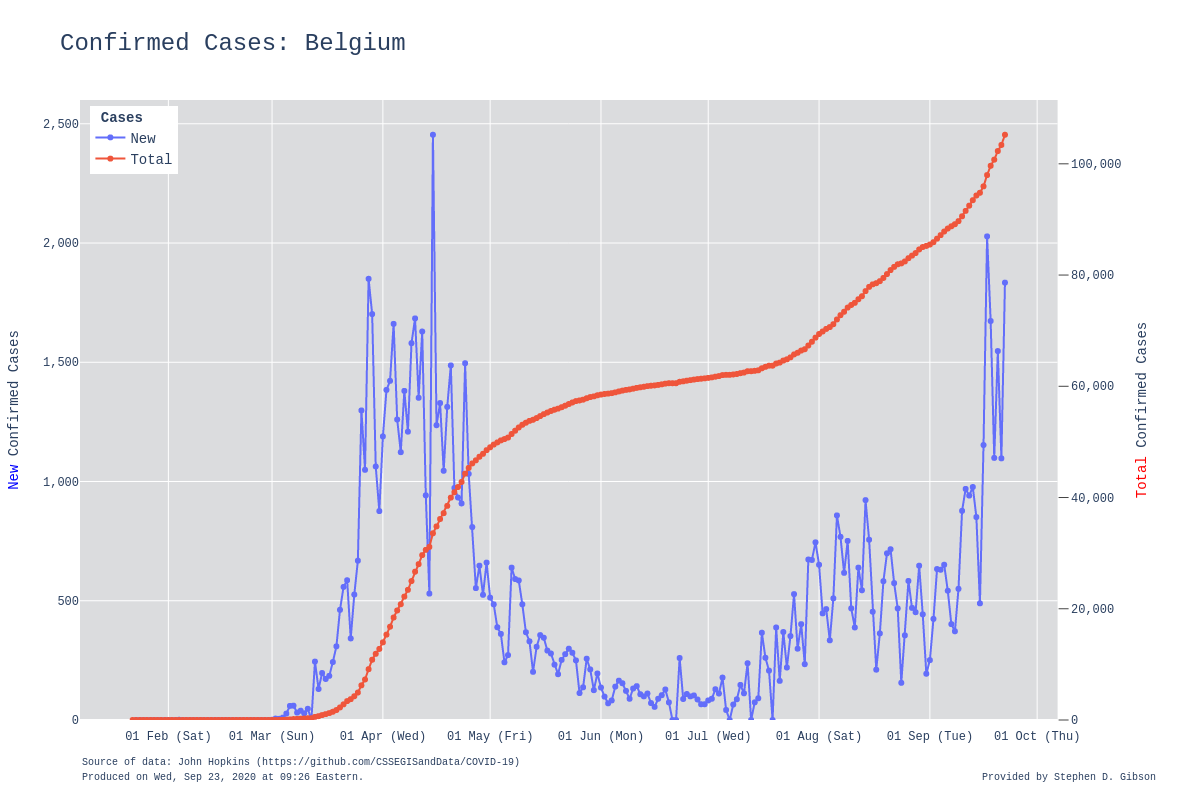 Confirmed Cases: Belgium
Cases
New
Total
2,500
2,000
1,500
1,000
500
0
100,000
80,000
60,000
40,000
20,000
0
New Confirmed Cases
Total Confirmed Cases
01 Feb (Sat)
01 Mar (Sun)
01 Apr (Wed)
01 May (Fri)
01 Jun (Mon)
01 Jul (Wed)
01 Aug (Sat)
01 Sep (Tue)
01 Oct (Thu)
Source of data: John Hopkins (https://github.com/CSSEGISandData/COVID-19)
Produced on Wed, Sep 23, 2020 at 09:26 Eastern.
Provided by Stephen D. Gibson